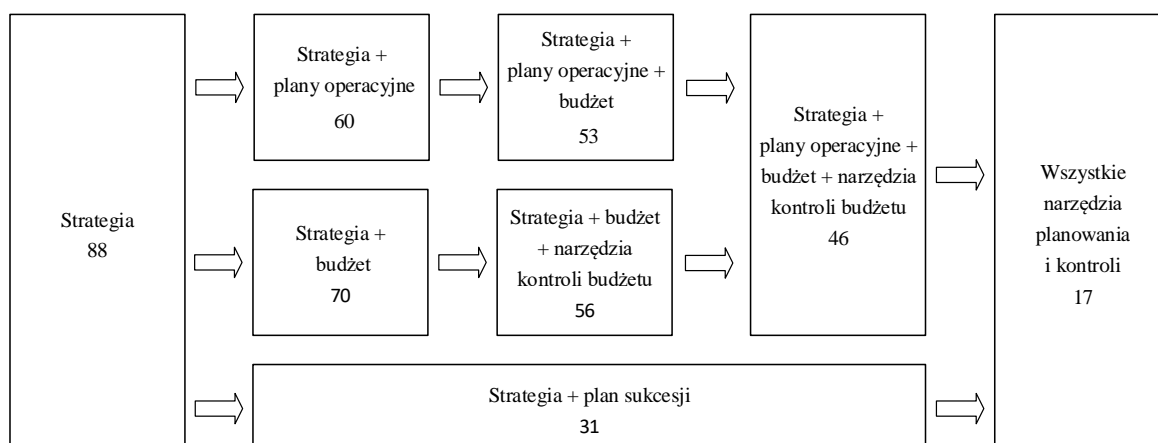 Strategia
88
Strategia +
plany operacyjne
60
Strategia +
plany operacyjne +
budżet
53
Strategia +
budżet
70
Strategia + budżet
+ narzędzia
kontroli budżetu
56
Strategia +
plany operacyjne +
budżet + narzędzia
kontroli budżetu
46
Strategia + plan sukcesji
31
Wszystkie
narzędzia
planowania
i kontroli
17